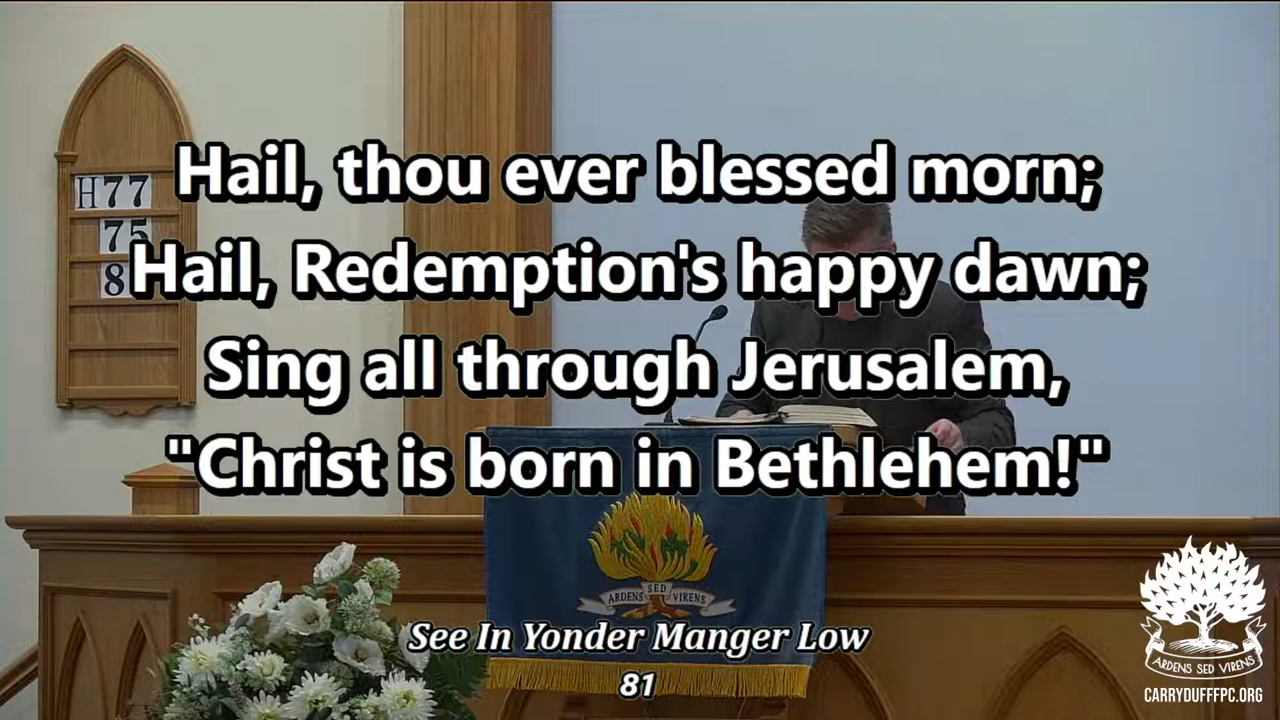 Hail, thou ever blessed morn;
Hail, Redemption's happy dawn;
Sing all through Jerusalem,
"Christ is born in Bethlehem!"
H77
75
8
ARDENS SED VIRENS
See In Yonder Manger Low
81
ARDENS SED VIRENS
CARRYDUFFFPC.ORG